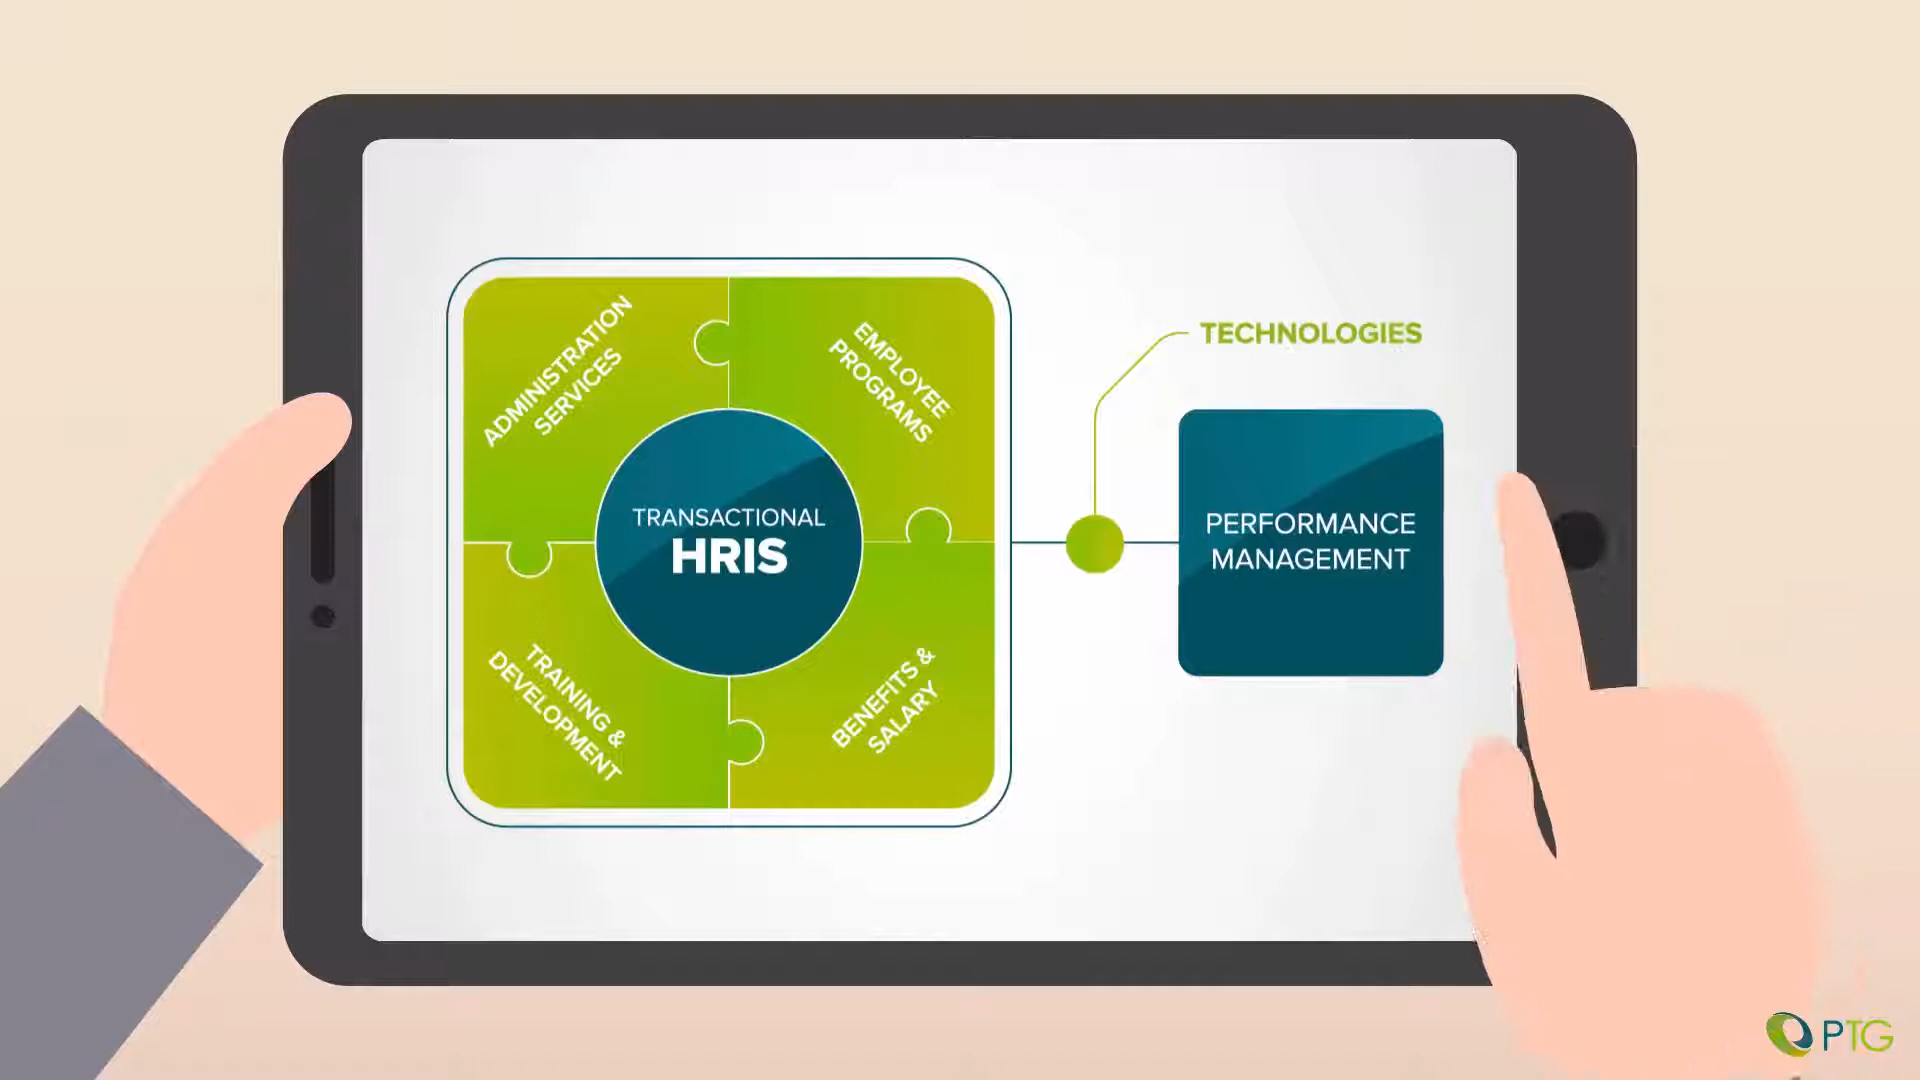 ADMINISTRATION
SERVICES
EMPLOYEE
PROGRAMS
TRANSACTIONAL
HRIS
TRAINING &
DEVELOPMENT
BENEFITS &
SALARY
TECHNOLOGIES
PERFORMANCE
MANAGEMENT
PTG